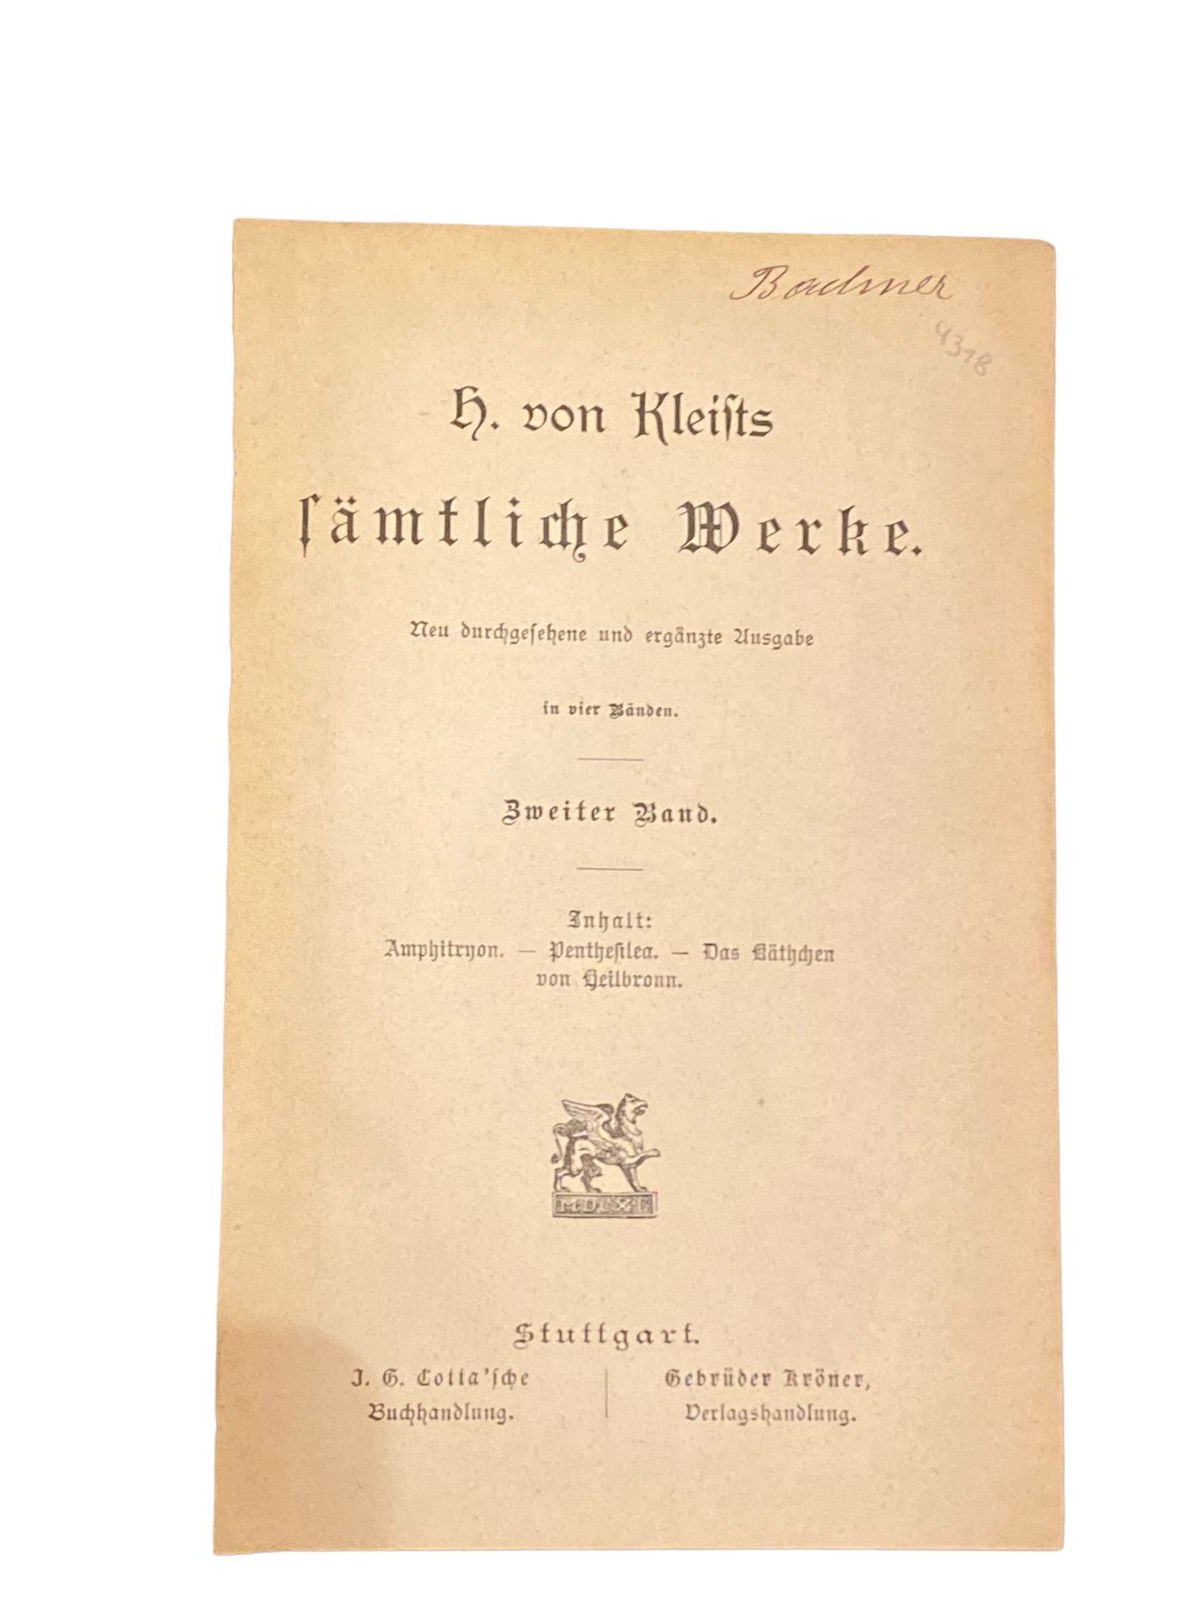 Bachner
4318
H. von Kleiſts
ſämtliche Werke.
Neu durchgeſehene und ergänzte Ausgabe
in vier Bänden.
Zweiter Band.
Inhalt:
Amphitryon. — Pentheſilea. — Das Käthchen
von Heilbronn.
Stuttgart.
J. G. Cotta'ſche
Buchhandlung.
Gebrüder Kröner,
Verlagshandlung.